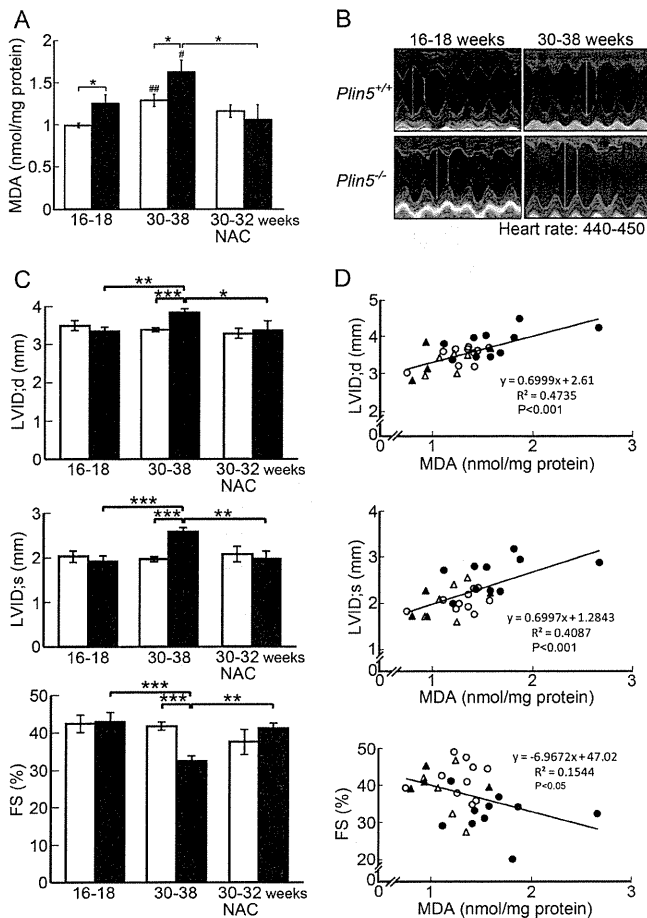 A
MDA (nmol/mg protein)
2
1.5
1
0.5
0
*
*
*
##
#
16-18
30-38
30-32 weeks
NAC
B
16-18 weeks
30-38 weeks
Plin5+/+
Plin5-/-
Heart rate: 440-450
C
LVID;d (mm)
4
3
2
1
0
**
***
*
16-18
30-38
30-32 weeks
NAC
LVID;s (mm)
3
2
1
0
***
***
**
16-18
30-38
30-32 weeks
NAC
FS (%)
50
40
30
20
10
0
***
***
**
16-18
30-38
30-32 weeks
NAC
D
LVID;d (mm)
5
4
3
2
0
y = 0.6999x + 2.61
R² = 0.4735
P<0.001
0
1
2
3
MDA (nmol/mg protein)
LVID;s (mm)
4
3
2
1
0
y = 0.6997x + 1.2843
R² = 0.4087
P<0.001
0
1
2
3
MDA (nmol/mg protein)
FS (%)
50
40
30
20
0
y = -6.9672x + 47.02
R² = 0.1544
P<0.05
0
1
2
3
MDA (nmol/mg protein)